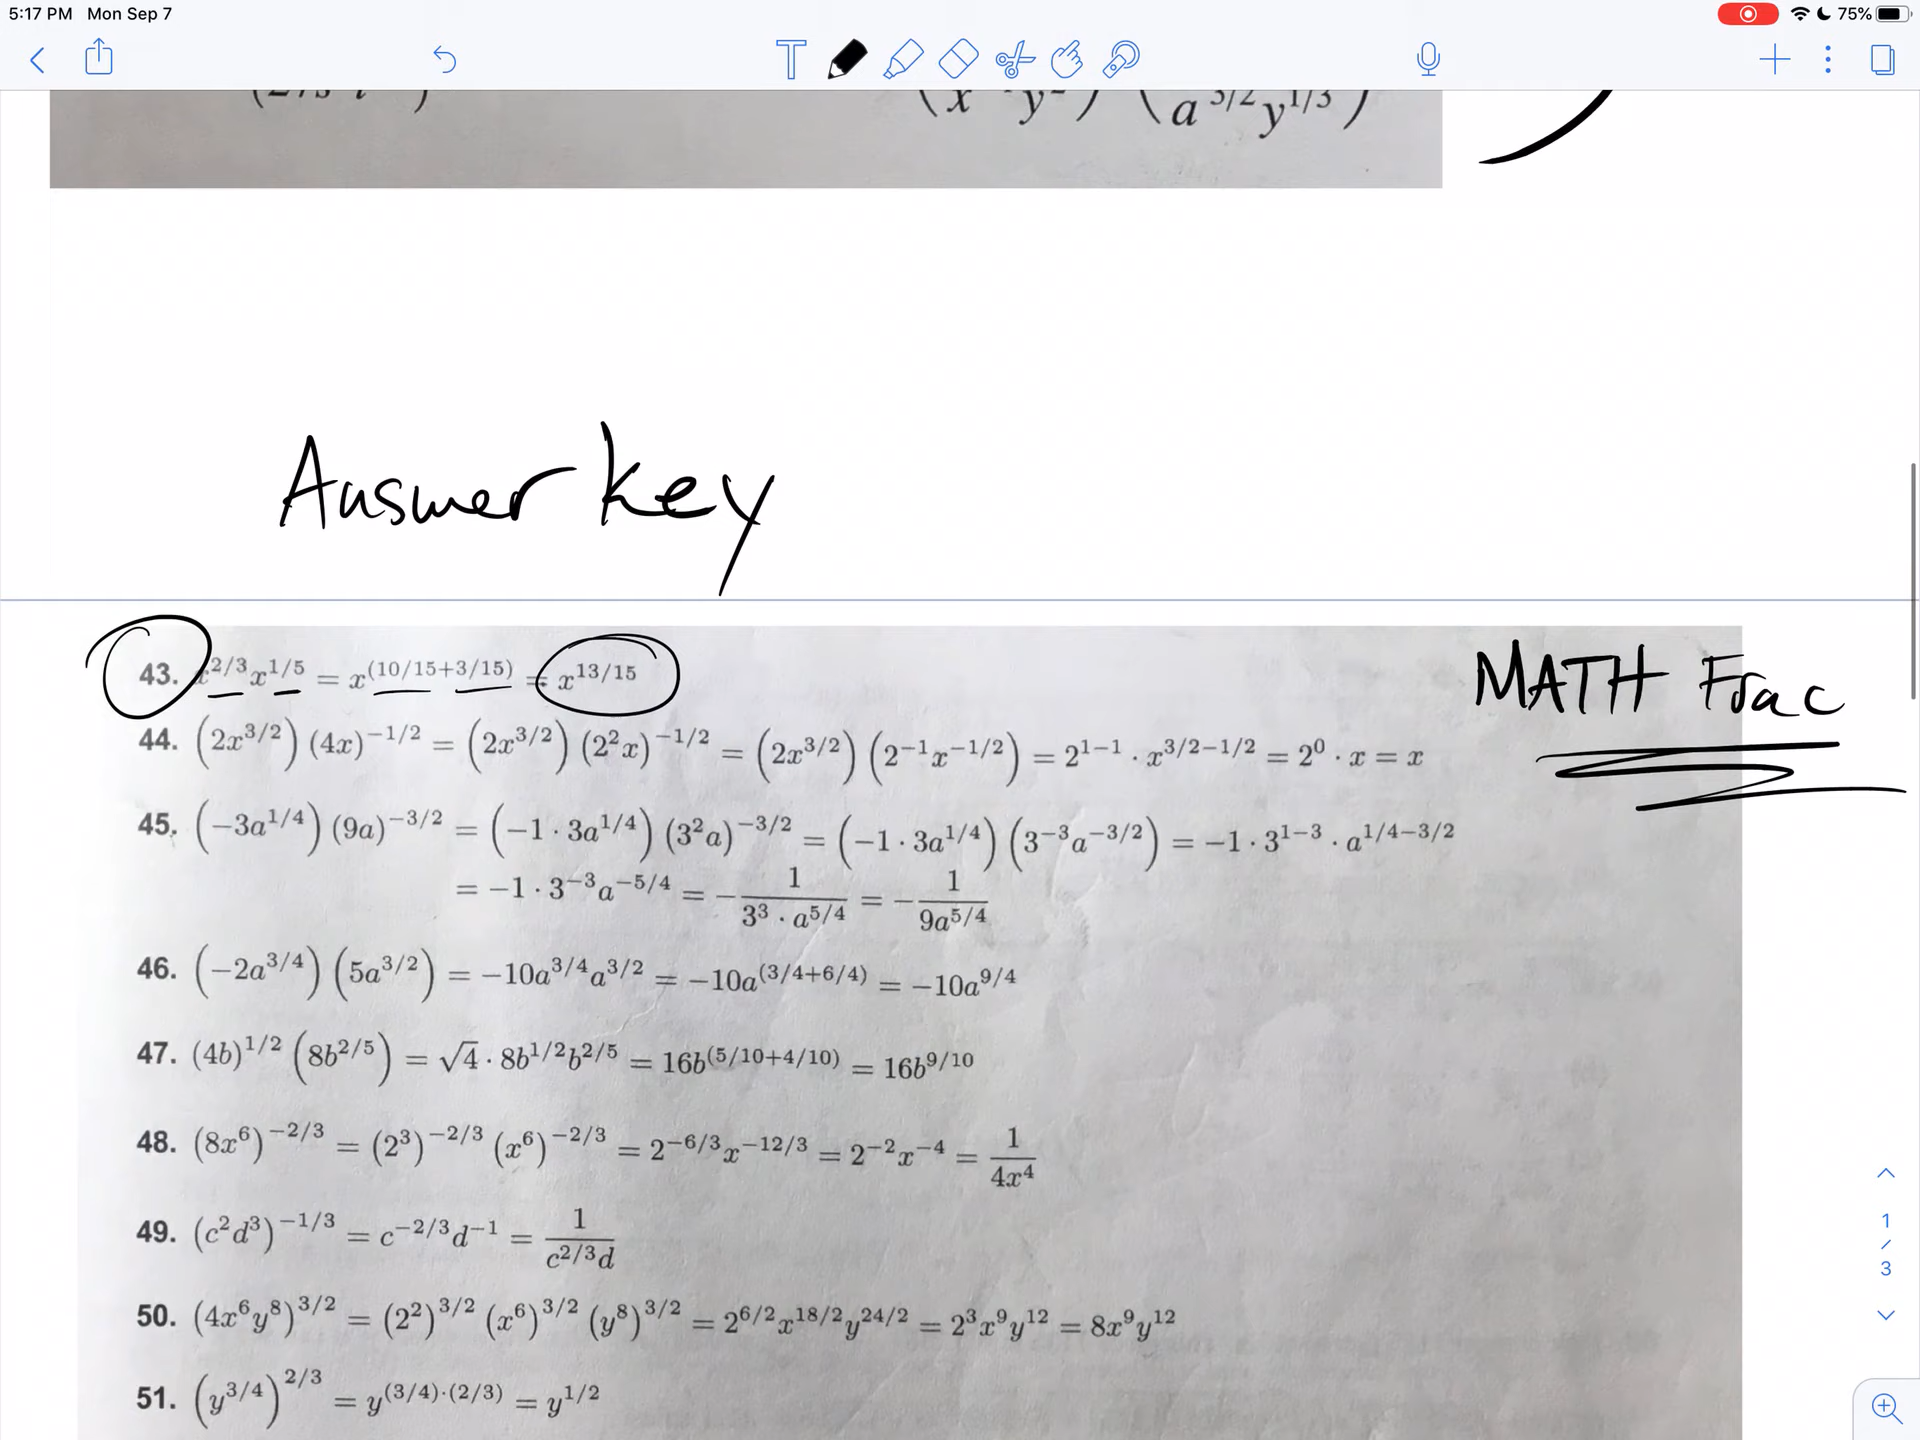 5:17 PM Mon Sep 7
75%
a^{3/2}y^{1/3})
Answer key
MATH Frac
43. x^{2/3}x^{1/5} = x^{(10/15+3/15)} = x^{13/15}
44. (2x^{3/2}) (4x)^{-1/2} = (2x^{3/2}) (2^2x)^{-1/2} = (2x^{3/2}) (2^{-1}x^{-1/2}) = 2^{1-1} · x^{3/2-1/2} = 2^0 · x = x
45. (-3a^{1/4}) (9a)^{-3/2} = (-1 · 3a^{1/4}) (3^2a)^{-3/2} = (-1 · 3a^{1/4}) (3^{-3}a^{-3/2}) = -1 · 3^{1-3} · a^{1/4-3/2}
= -1 · 3^{-3}a^{-5/4} = -\frac{1}{3^3 · a^{5/4}} = -\frac{1}{9a^{5/4}}
46. (-2a^{3/4}) (5a^{3/2}) = -10a^{3/4}a^{3/2} = -10a^{(3/4+6/4)} = -10a^{9/4}
47. (4b)^{1/2} (8b^{2/5}) = √4 · 8b^{1/2}b^{2/5} = 16b^{(5/10+4/10)} = 16b^{9/10}
48. (8x^6)^{-2/3} = (2^3)^{-2/3} (x^6)^{-2/3} = 2^{-6/3}x^{-12/3} = 2^{-2}x^{-4} = \frac{1}{4x^4}
49. (c^2d^3)^{-1/3} = c^{-2/3}d^{-1} = \frac{1}{c^{2/3}d}
50. (4x^6y^8)^{3/2} = (2^2)^{3/2} (x^6)^{3/2} (y^8)^{3/2} = 2^{6/2}x^{18/2}y^{24/2} = 2^3x^9y^{12} = 8x^9y^{12}
51. (y^{3/4})^{2/3} = y^{(3/4)·(2/3)} = y^{1/2}
1
/
3